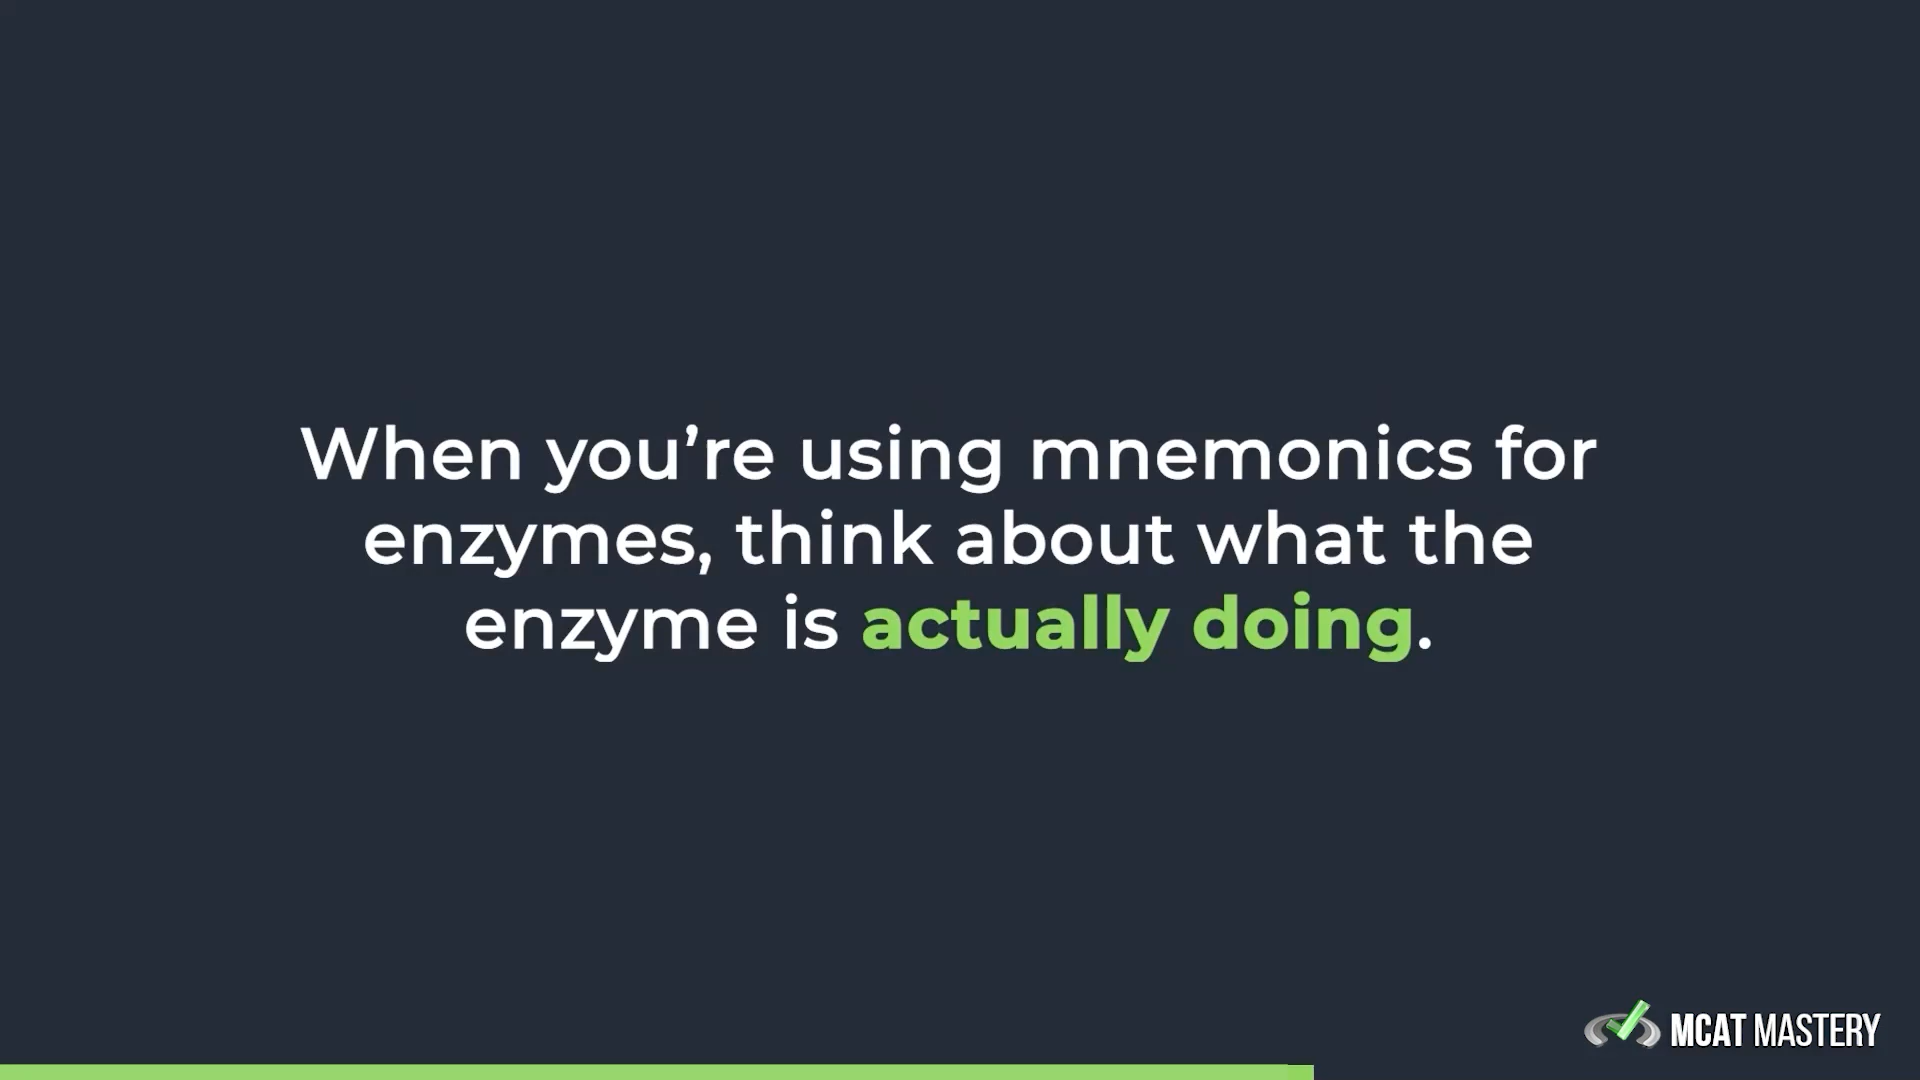 When you’re using mnemonics for
enzymes, think about what the
enzyme is actually doing.
MCAT MASTERY